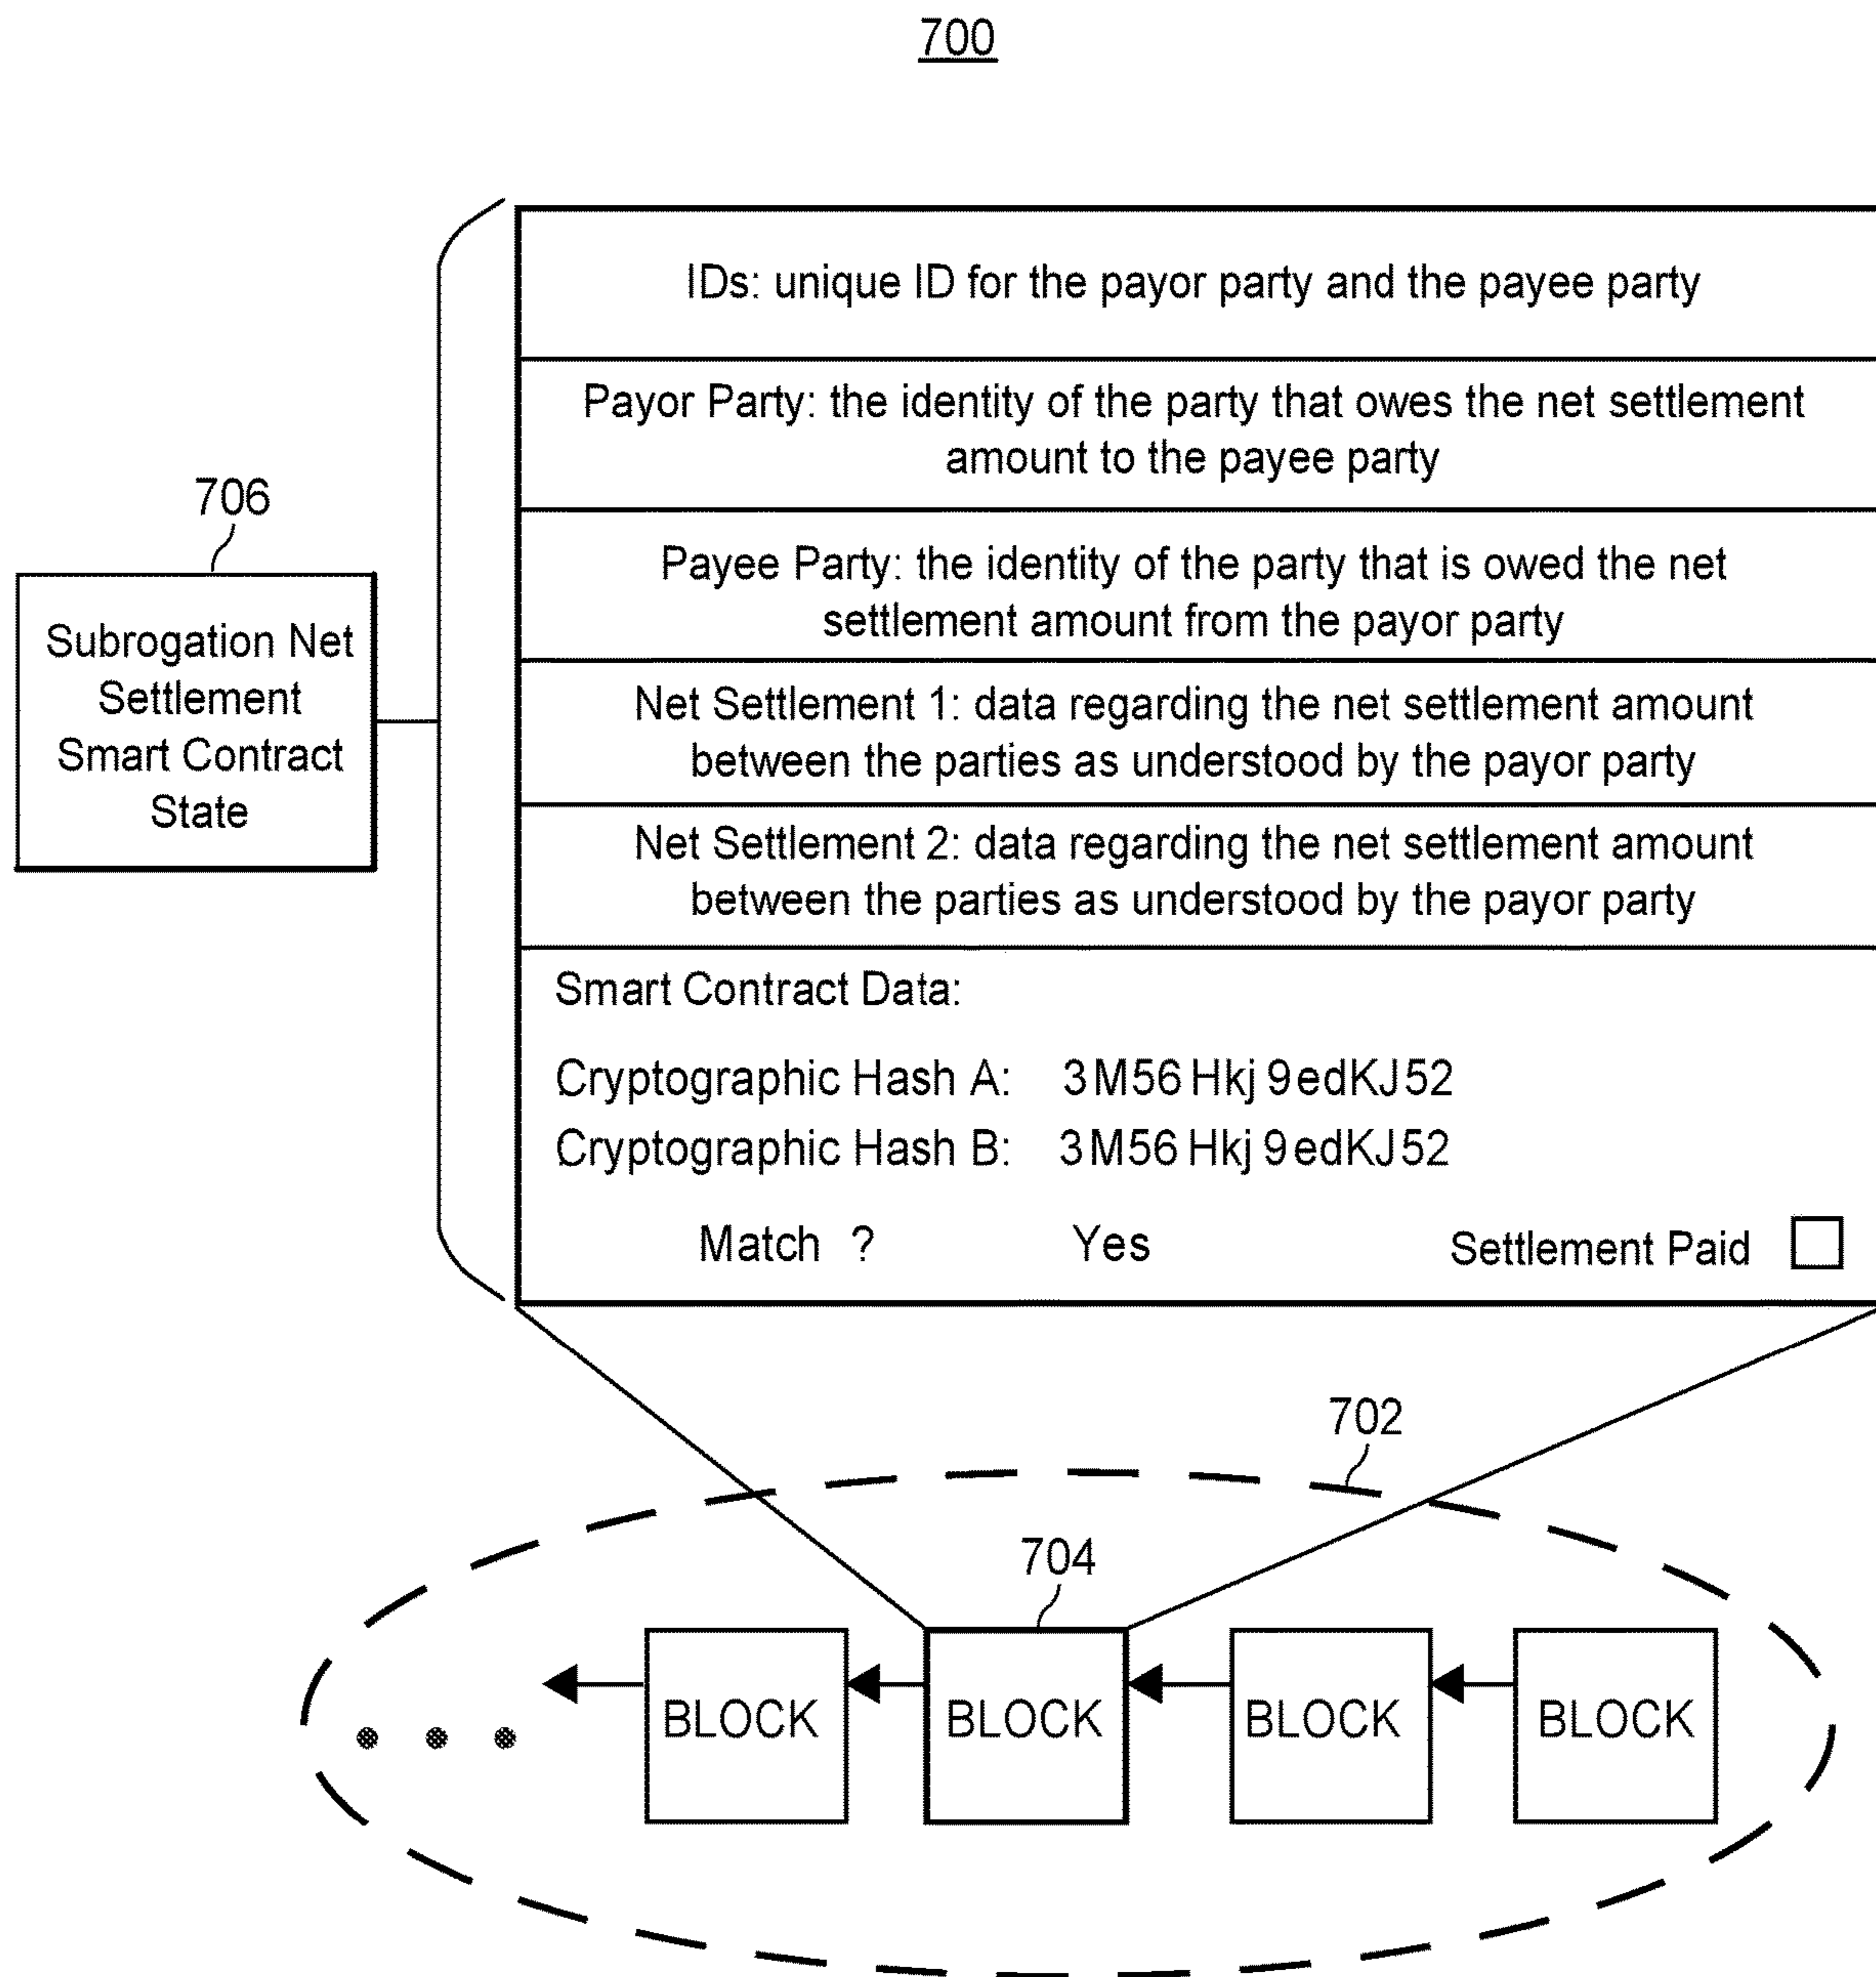 700
IDs: unique ID for the payor party and the payee party
Payor Party: the identity of the party that owes the net settlement
amount to the payee party
706
Payee Party: the identity of the party that is owed the net
settlement amount from the payor party
Subrogation Net
Settlement
Smart Contract
State
Net Settlement 1: data regarding the net settlement amount
between the parties as understood by the payor party
Net Settlement 2: data regarding the net settlement amount
between the parties as understood by the payor party
Smart Contract Data:
Cryptographic Hash A: 3M56Hkj9edKJ52
Cryptographic Hash B: 3M56Hkj9edKJ52
Match ? Yes Settlement Paid
702
704
BLOCK BLOCK BLOCK BLOCK